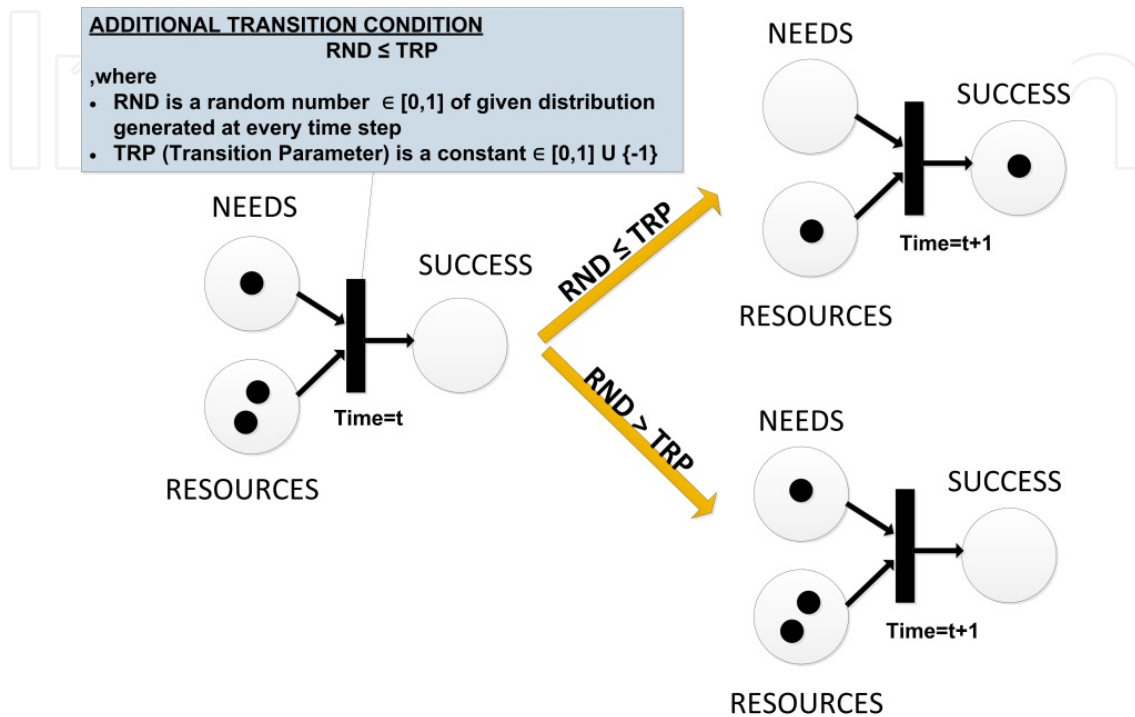 ADDITIONAL TRANSITION CONDITION
RND ≤ TRP
,where
• RND is a random number ∈ [0,1] of given distribution
generated at every time step
• TRP (Transition Parameter) is a constant ∈ [0,1] U {-1}
NEEDS
SUCCESS
Time=t
RESOURCES
RND ≤ TRP
RND > TRP
NEEDS
SUCCESS
Time=t+1
RESOURCES
NEEDS
SUCCESS
Time=t+1
RESOURCES